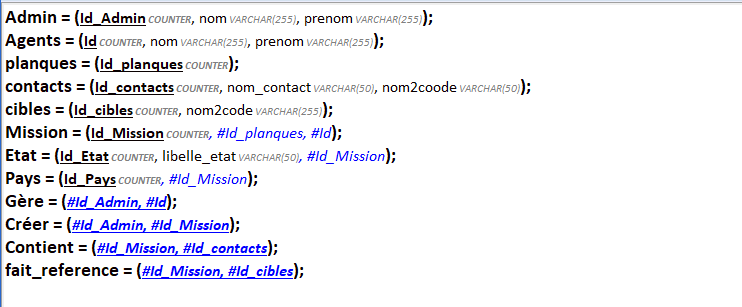 Admin = (Id_Admin COUNTER, nom VARCHAR(255), prenom VARCHAR(255));
Agents = (Id COUNTER, nom VARCHAR(255), prenom VARCHAR(255));
planques = (Id_planques COUNTER);
contacts = (Id_contacts COUNTER, nom_contact VARCHAR(50), nom2coode VARCHAR(50));
cibles = (Id_cibles COUNTER, nom2code VARCHAR(255));
Mission = (Id_Mission COUNTER, #Id_planques, #Id);
Etat = (Id_Etat COUNTER, libelle_etat VARCHAR(50), #Id_Mission);
Pays = (Id_Pays COUNTER, #Id_Mission);
Gère = (#Id_Admin, #Id);
Créer = (#Id_Admin, #Id_Mission);
Contient = (#Id_Mission, #Id_contacts);
fait_reference = (#Id_Mission, #Id_cibles);